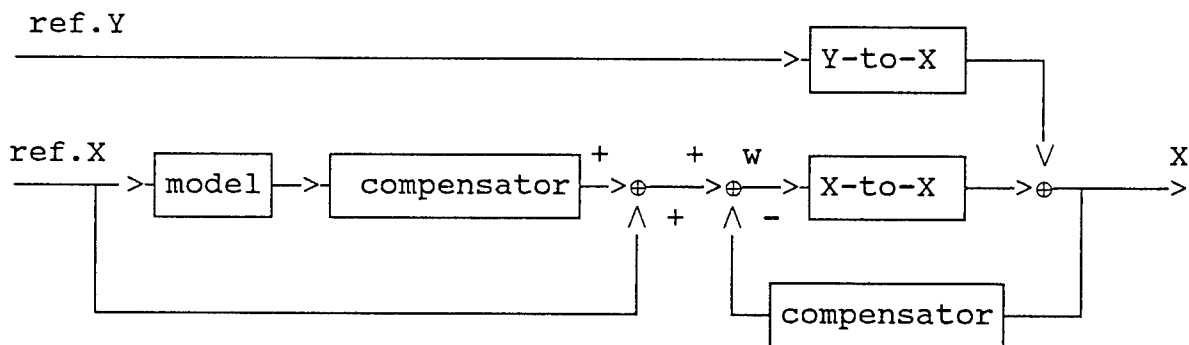 ref.Y
Y-to-X
ref.X
model
compensator
+
+
w
X-to-X
X
+
-
compensator